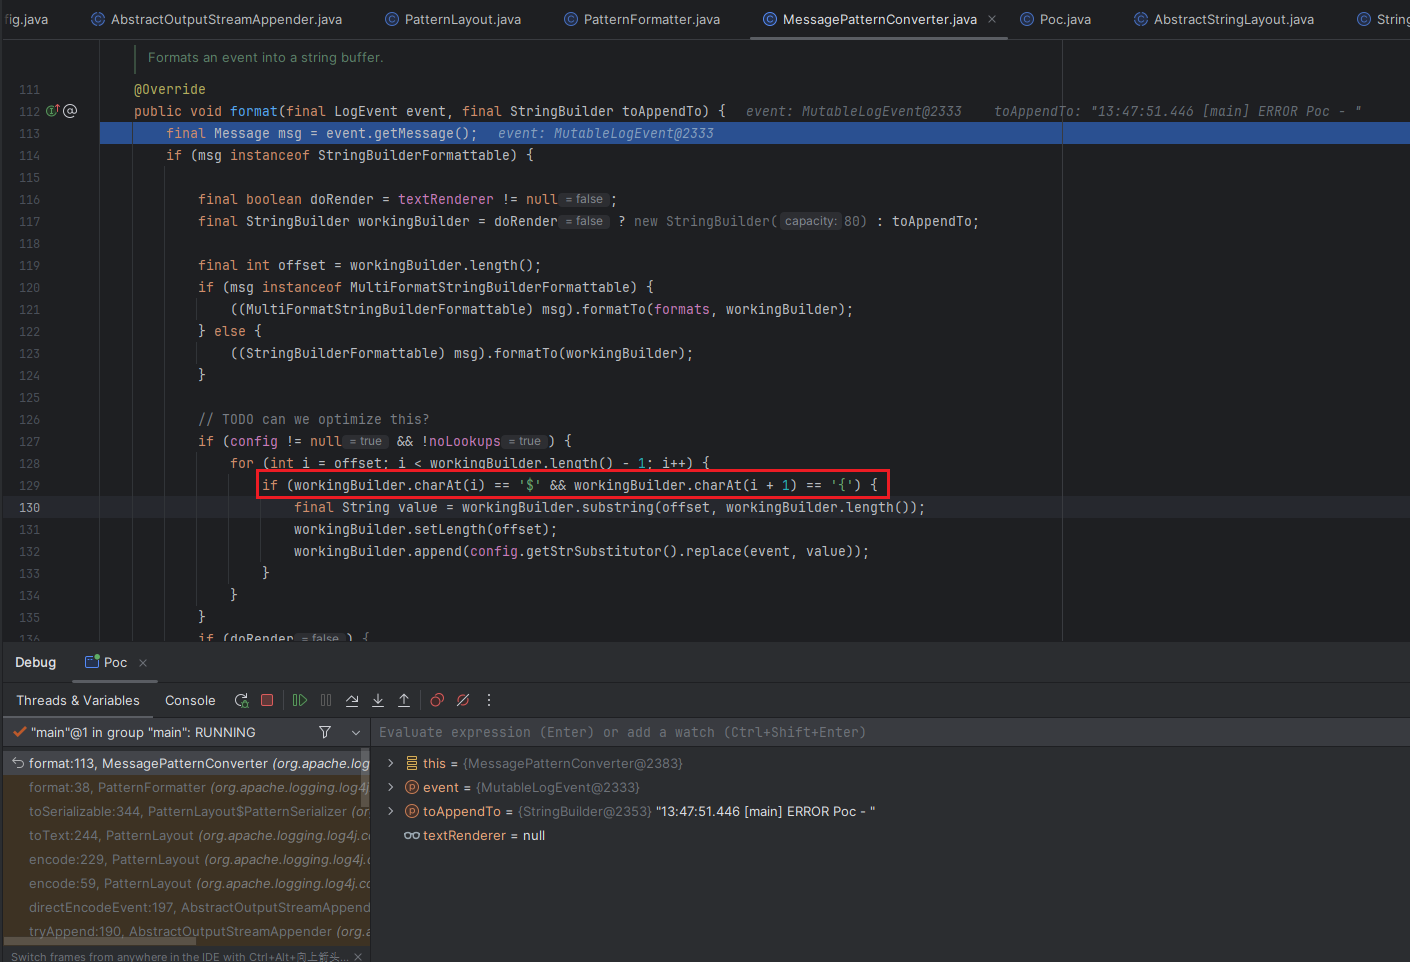 fig.java AbstractOutputStreamAppender.java PatternLayout.java PatternFormatter.java MessagePatternConverter.java Poc.java AbstractStringLayout.java String
Formats an event into a string buffer.
111 @Override
112 public void format(final LogEvent event, final StringBuilder toAppendTo) { event: MutableLogEvent@2333 toAppendTo: "13:47:51.446 [main] ERROR Poc - "
113 final Message msg = event.getMessage(); event: MutableLogEvent@2333
114 if (msg instanceof StringBuilderFormattable) {
115
116 final boolean doRender = textRenderer != null = false ;
117 final StringBuilder workingBuilder = doRender = false ? new StringBuilder( capacity: 80) : toAppendTo;
118
119 final int offset = workingBuilder.length();
120 if (msg instanceof MultiFormatStringBuilderFormattable) {
121 ((MultiFormatStringBuilderFormattable) msg).formatTo(formats, workingBuilder);
122 } else {
123 ((StringBuilderFormattable) msg).formatTo(workingBuilder);
124 }
125
126 // TODO can we optimize this?
127 if (config != null = true && !noLookups = true ) {
128 for (int i = offset; i < workingBuilder.length() - 1; i++) {
129 if (workingBuilder.charAt(i) == '$' && workingBuilder.charAt(i + 1) == '{') {
130 final String value = workingBuilder.substring(offset, workingBuilder.length());
131 workingBuilder.setLength(offset);
132 workingBuilder.append(config.getStrSubstitutor().replace(event, value));
133 }
134 }
135 }
136 if (doRender = false ) {
Debug Poc
Threads & Variables Console
"main"@1 in group "main": RUNNING
Evaluate expression (Enter) or add a watch (Ctrl+Shift+Enter)
format:113, MessagePatternConverter (org.apache.log
format:38, PatternFormatter (org.apache.logging.log4j
toSerializable:344, PatternLayout$PatternSerializer (or
toText:244, PatternLayout (org.apache.logging.log4j.c
encode:229, PatternLayout (org.apache.logging.log4j.c
encode:59, PatternLayout (org.apache.logging.log4j.co
directEncodeEvent:197, AbstractOutputStreamAppend
tryAppend:190, AbstractOutputStreamAppender (org.a
Switch frames from anywhere in the IDE with Ctrl+Alt+向上箭头...
this = {MessagePatternConverter@2383}
event = {MutableLogEvent@2333}
toAppendTo = {StringBuilder@2353} "13:47:51.446 [main] ERROR Poc - "
textRenderer = null